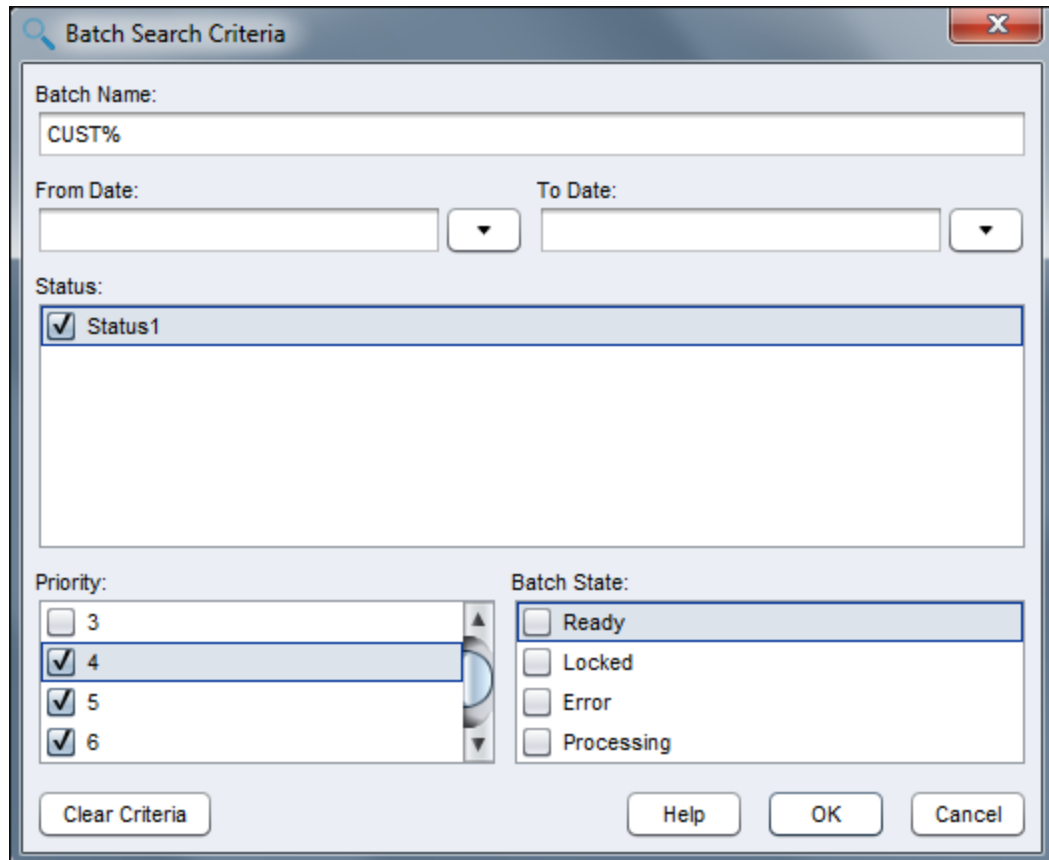 Batch Search Criteria
Batch Name:
CUST%
From Date: To Date:
Status:
Status1
Priority: Batch State:
3 Ready
4 Locked
5 Error
6 Processing
Clear Criteria Help OK Cancel